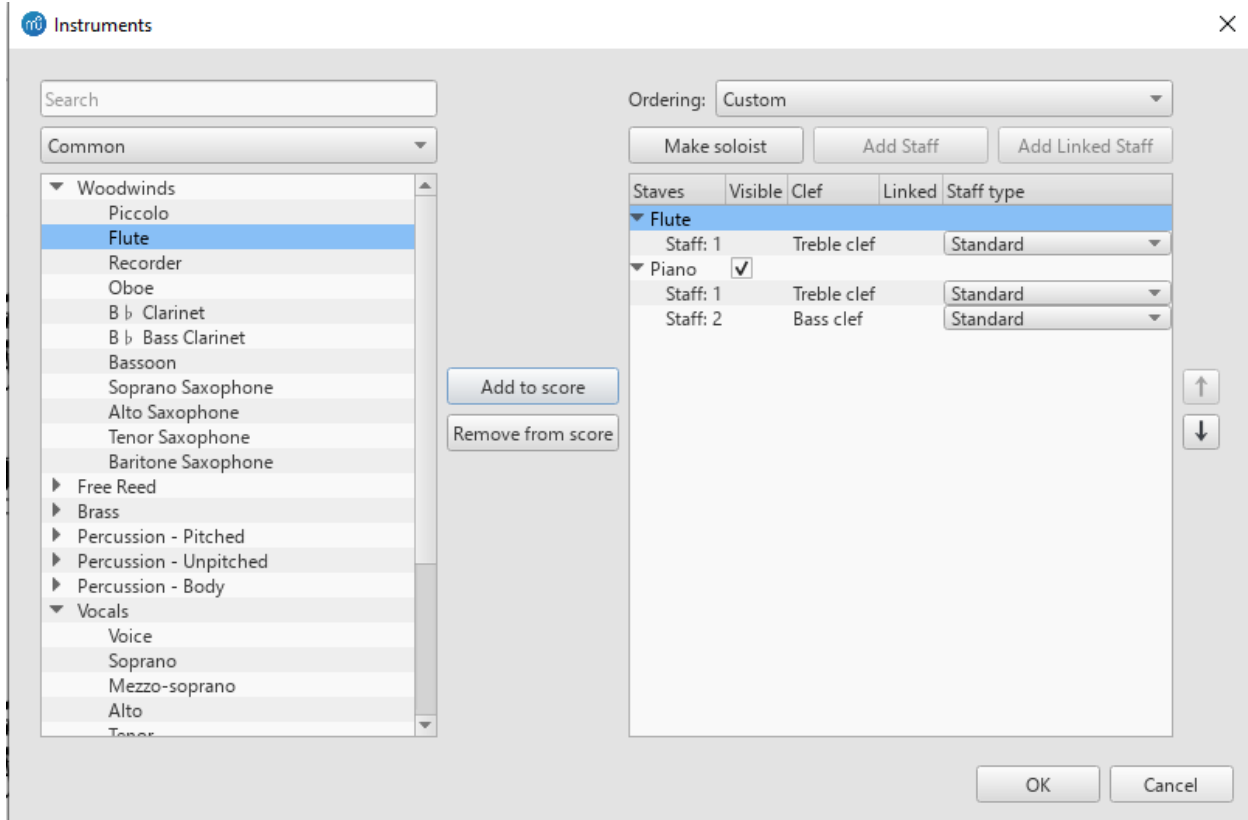 Instruments
Search
Common
Woodwinds
Piccolo
Flute
Recorder
Oboe
B♭ Clarinet
B♭ Bass Clarinet
Bassoon
Soprano Saxophone
Alto Saxophone
Tenor Saxophone
Baritone Saxophone
Free Reed
Brass
Percussion - Pitched
Percussion - Unpitched
Percussion - Body
Vocals
Voice
Soprano
Mezzo-soprano
Alto
Tenor
Add to score
Remove from score
Ordering: Custom
Make soloist Add Staff Add Linked Staff
Staves Visible Clef Linked Staff type
Flute
Staff: 1 Treble clef Standard
Piano
Staff: 1 Treble clef Standard
Staff: 2 Bass clef Standard
OK Cancel